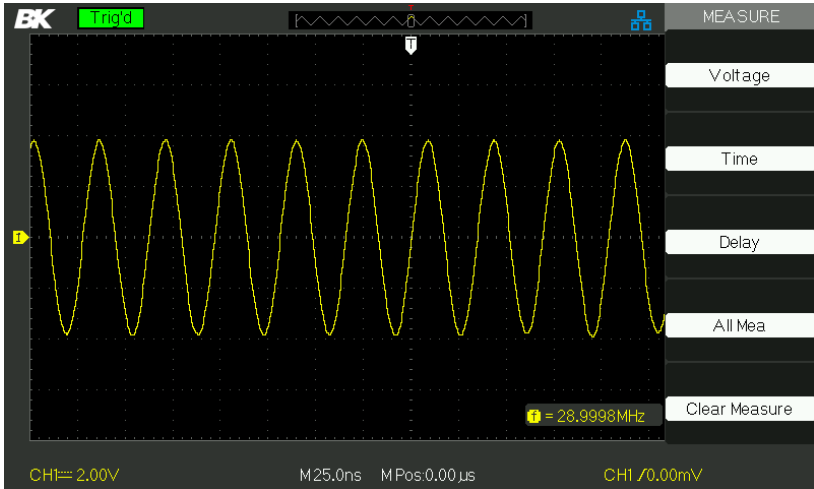 BK Trig'd T MEASURE
T
Voltage
Time
Delay
All Mea
f = 28.9998MHz
Clear Measure
CH1 2.00V M25.0ns M Pos:0.00μs CH1 /0.00mV